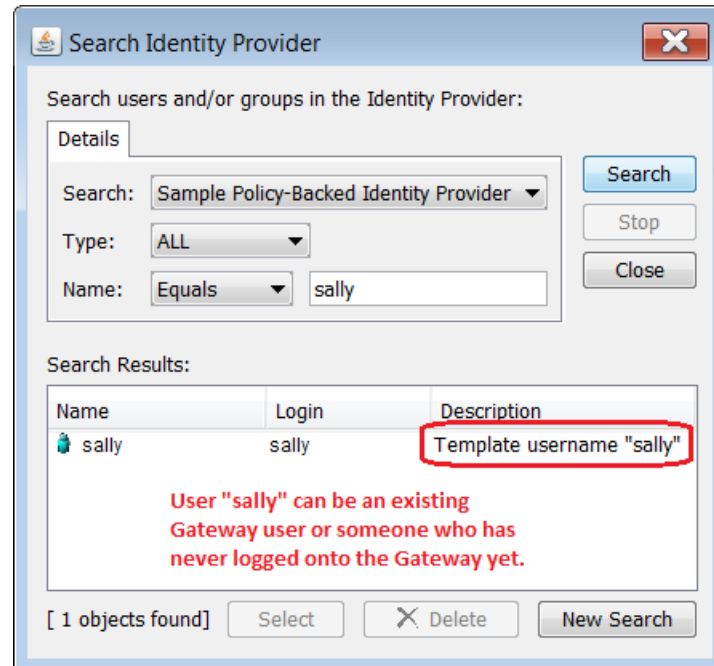 Search Identity Provider
Search users and/or groups in the Identity Provider:
Details
Search: Sample Policy-Backed Identity Provider
Search
Type: ALL
Stop
Name: Equals sally
Close
Search Results:
Name Login Description
sally sally Template username "sally"
User "sally" can be an existing
Gateway user or someone who has
never logged onto the Gateway yet.
[ 1 objects found] Select Delete New Search